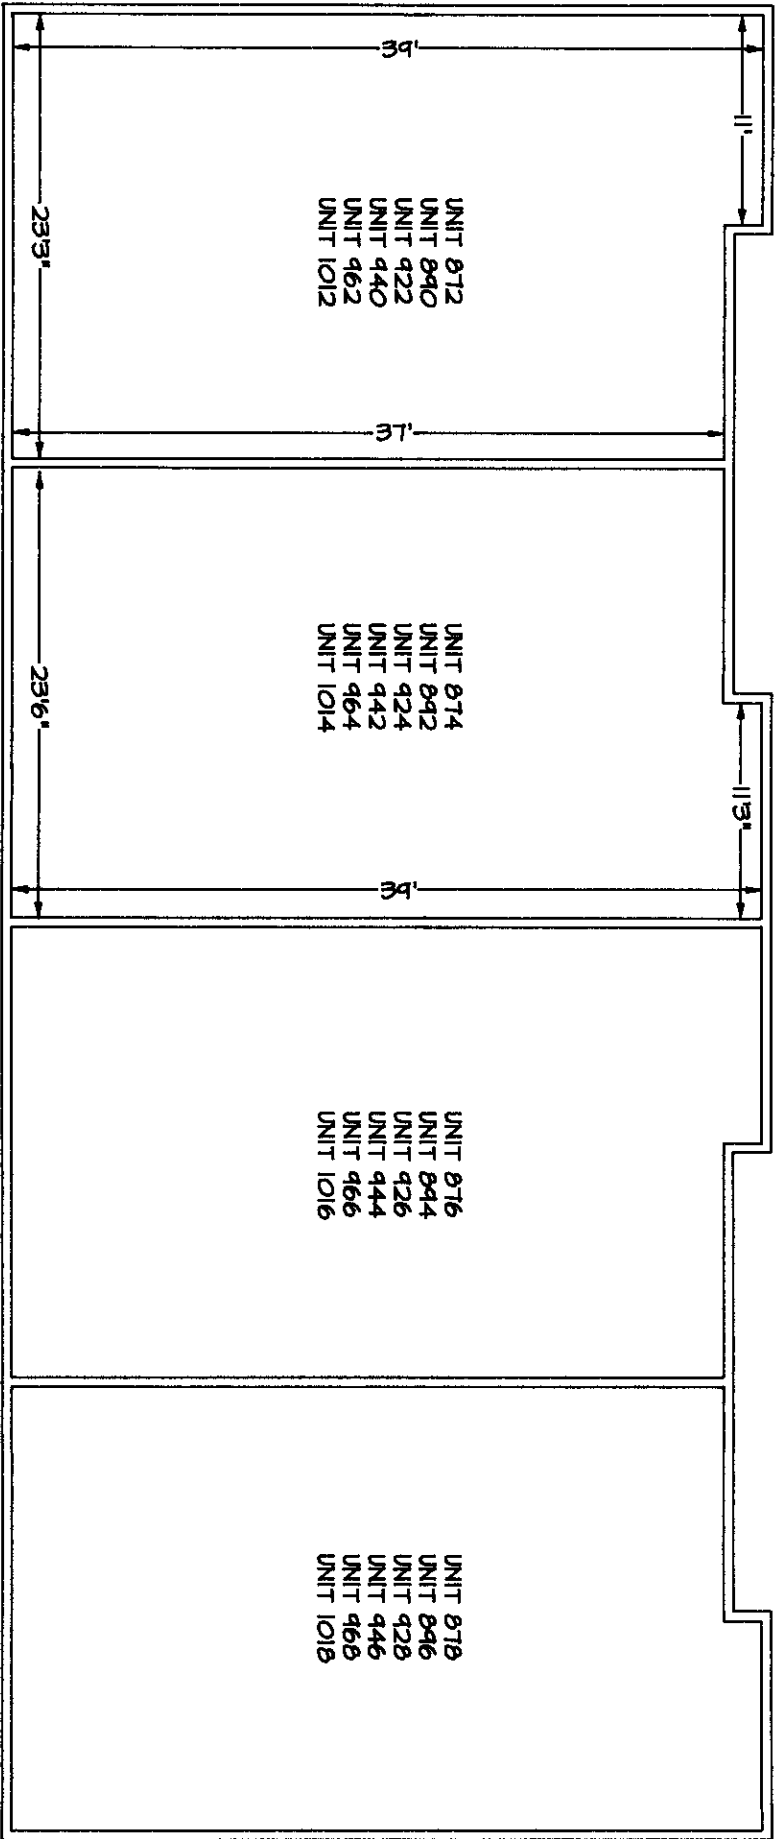 39'
11'
23'3"
UNIT 872
UNIT 890
UNIT 922
UNIT 940
UNIT 962
UNIT 1012
37'
23'6"
UNIT 874
UNIT 892
UNIT 924
UNIT 942
UNIT 964
UNIT 1014
11'3"
39'
UNIT 876
UNIT 894
UNIT 926
UNIT 944
UNIT 966
UNIT 1016
UNIT 878
UNIT 896
UNIT 928
UNIT 946
UNIT 968
UNIT 1018